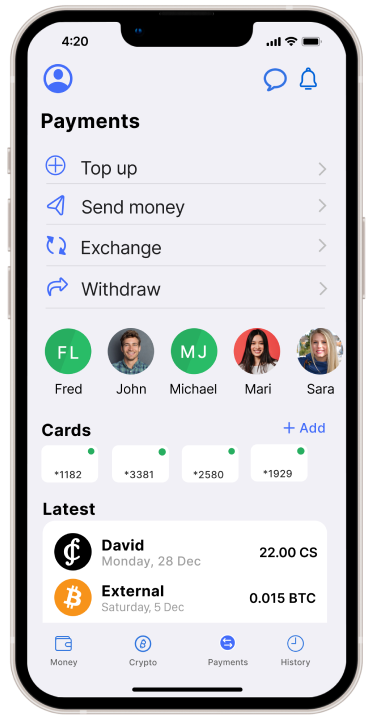 4:20
Payments
Top up
Send money
Exchange
Withdraw
FL
MJ
Fred John Michael Mari Sara
Cards + Add
*1182 *3381 *2580 *1929
Latest
David
22.00 CS
Monday, 28 Dec
External
0.015 BTC
Saturday, 5 Dec
Money Crypto Payments History